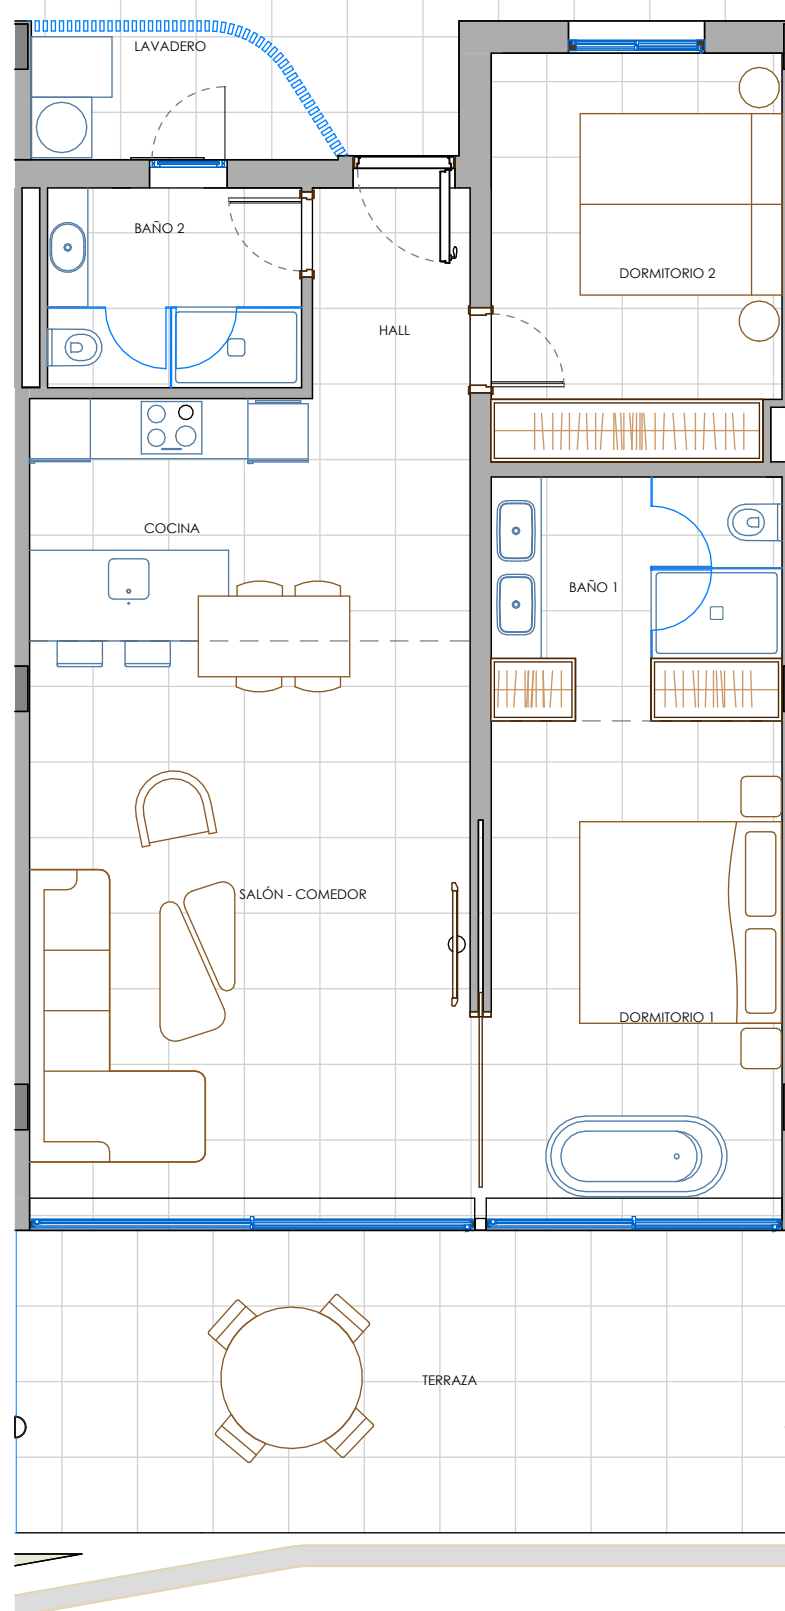 LAVADERO
BAÑO 2
DORMITORIO 2
HALL
COCINA
BAÑO 1
SALÓN - COMEDOR
DORMITORIO 1
TERRAZA